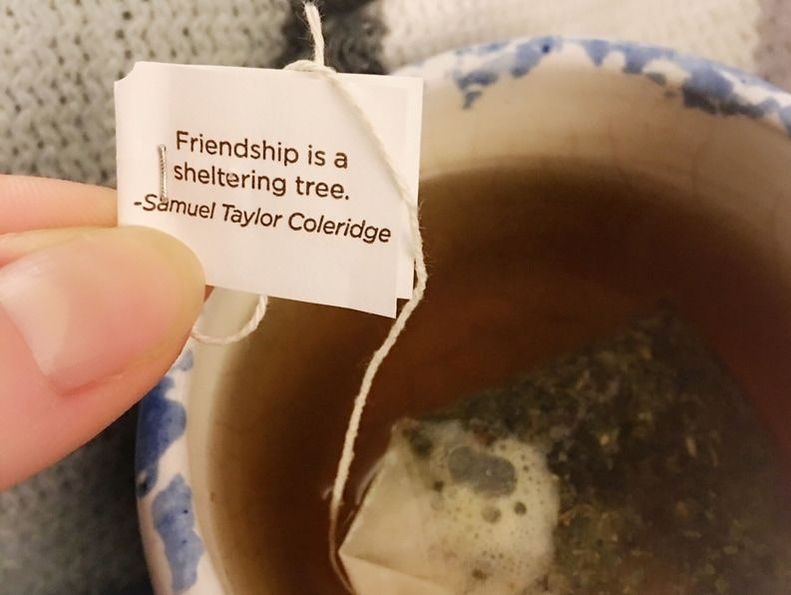 Friendship is a
sheltering tree.
-Samuel Taylor Coleridge